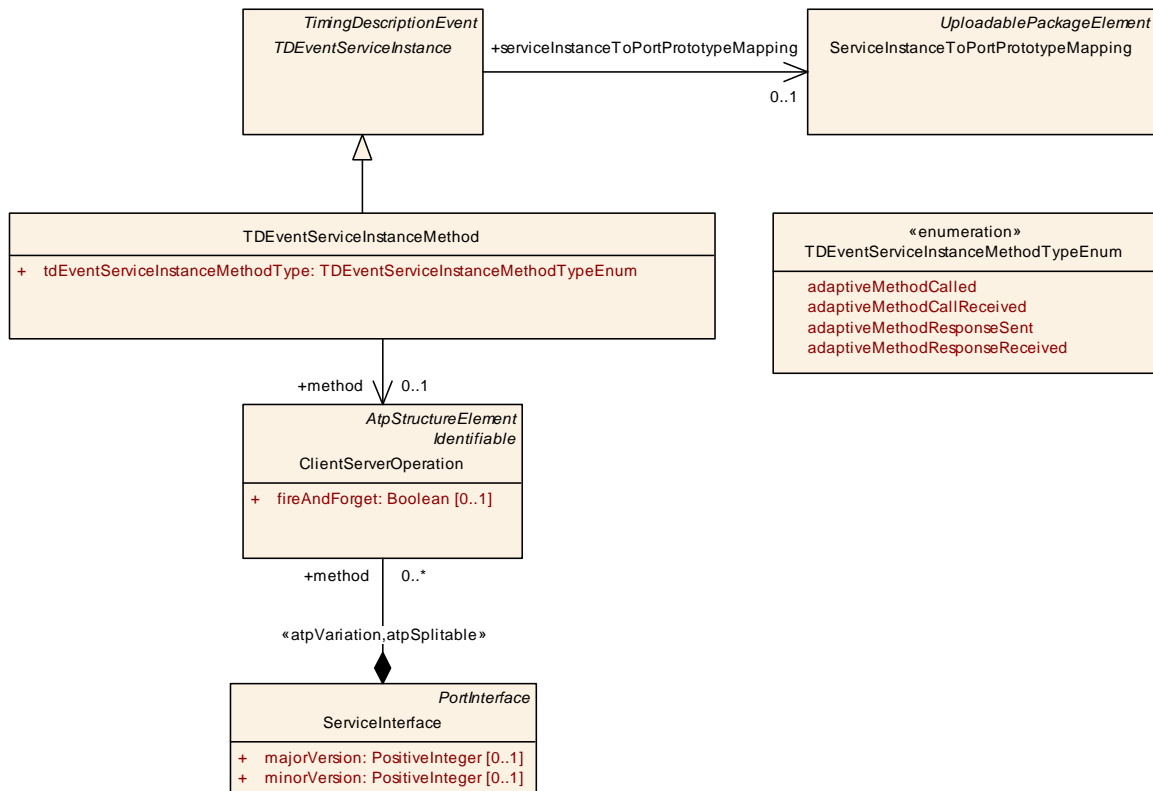 TimingDescriptionEvent
TDEventServiceInstance
+serviceInstanceToPortPrototypeMapping
0..1
UploadablePackageElement
ServiceInstanceToPortPrototypeMapping
TDEventServiceInstanceMethod
+ tdEventServiceInstanceMethodType: TDEventServiceInstanceMethodTypeEnum
«enumeration»
TDEventServiceInstanceMethodTypeEnum
adaptiveMethodCalled
adaptiveMethodCallReceived
adaptiveMethodResponseSent
adaptiveMethodResponseReceived
+method 0..1
AtpStructureElement
Identifiable
ClientServerOperation
+ fireAndForget: Boolean [0..1]
+method 0..*
«atpVariation,atpSplitable»
PortInterface
ServiceInterface
+ majorVersion: PositiveInteger [0..1]
+ minorVersion: PositiveInteger [0..1]